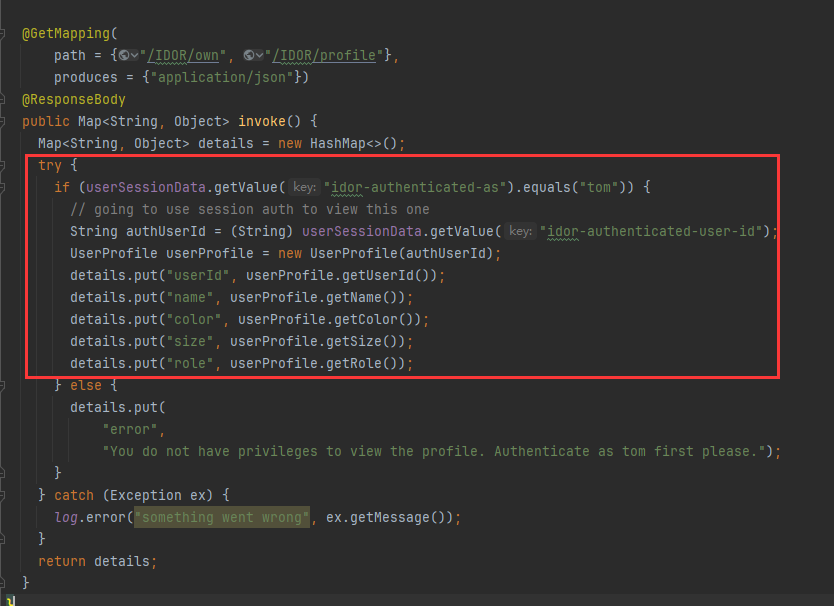 @GetMapping(
path = {"/IDOR/own", "/IDOR/profile"},
produces = {"application/json"})
@ResponseBody
public Map<String, Object> invoke() {
Map<String, Object> details = new HashMap<>();
try {
if (userSessionData.getValue( key: "idor-authenticated-as").equals("tom")) {
// going to use session auth to view this one
String authUserId = (String) userSessionData.getValue( key: "idor-authenticated-user-id");
UserProfile userProfile = new UserProfile(authUserId);
details.put("userId", userProfile.getUserId());
details.put("name", userProfile.getName());
details.put("color", userProfile.getColor());
details.put("size", userProfile.getSize());
details.put("role", userProfile.getRole());
} else {
details.put(
"error",
"You do not have privileges to view the profile. Authenticate as tom first please.");
}
} catch (Exception ex) {
log.error("something went wrong", ex.getMessage());
}
return details;
}
}